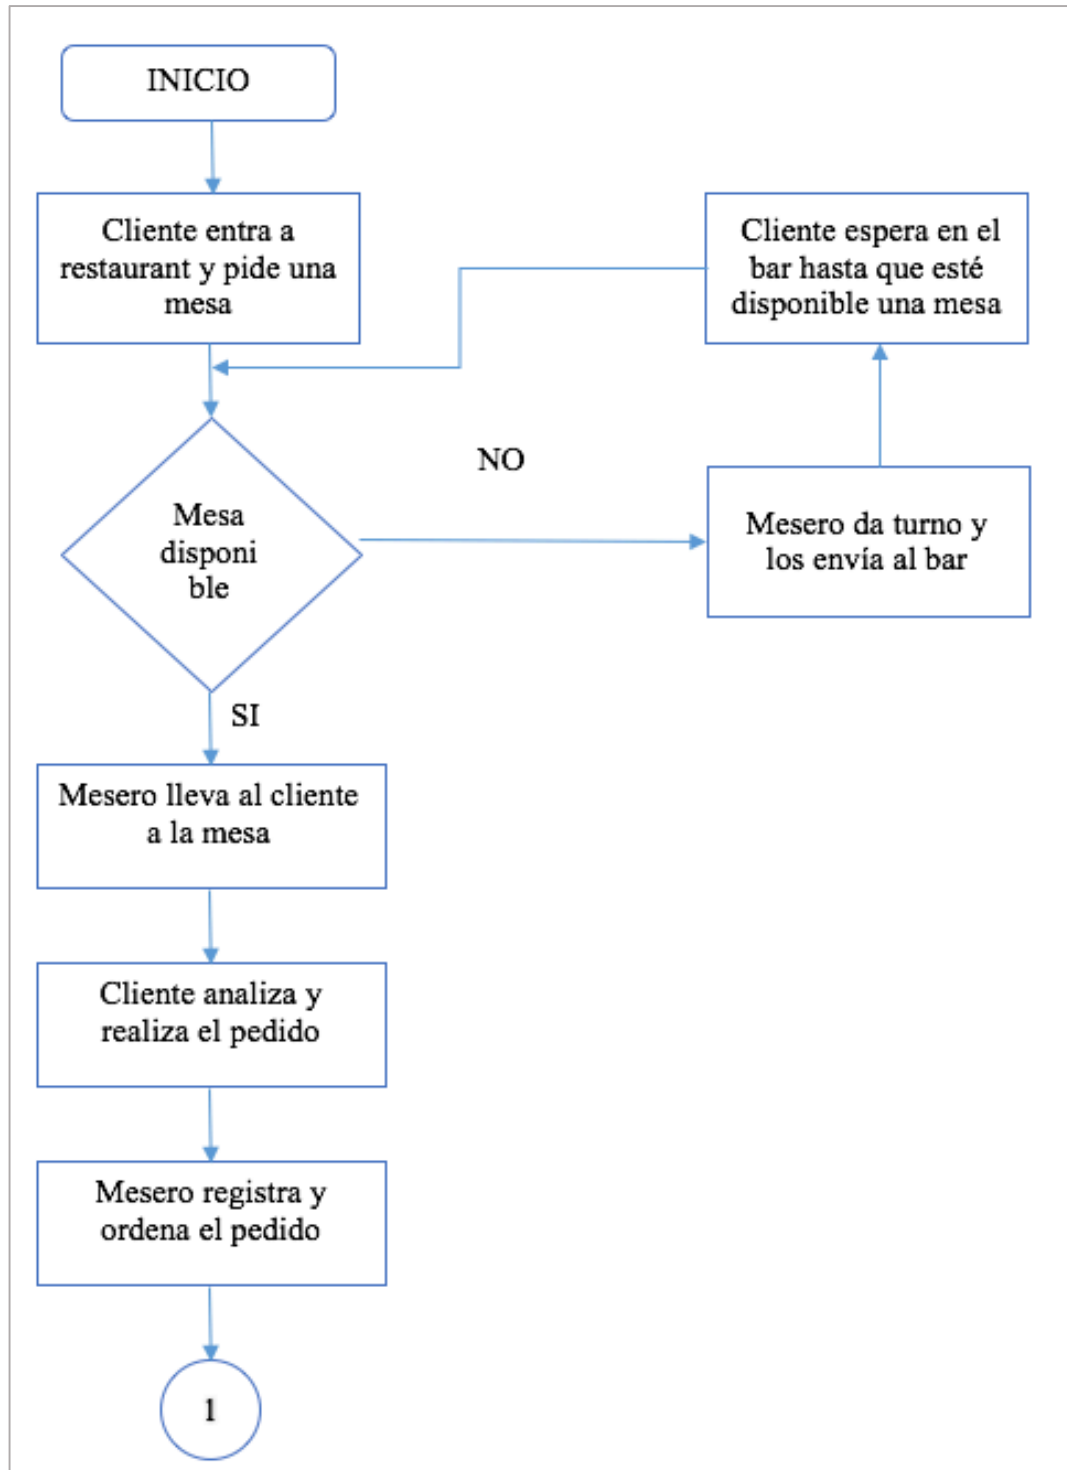 INICIO
Cliente entra a
restaurant y pide una
mesa
Cliente espera en el
bar hasta que esté
disponible una mesa
NO
Mesa
disponi
ble
Mesero da turno y
los envía al bar
SI
Mesero lleva al cliente
a la mesa
Cliente analiza y
realiza el pedido
Mesero registra y
ordena el pedido
1